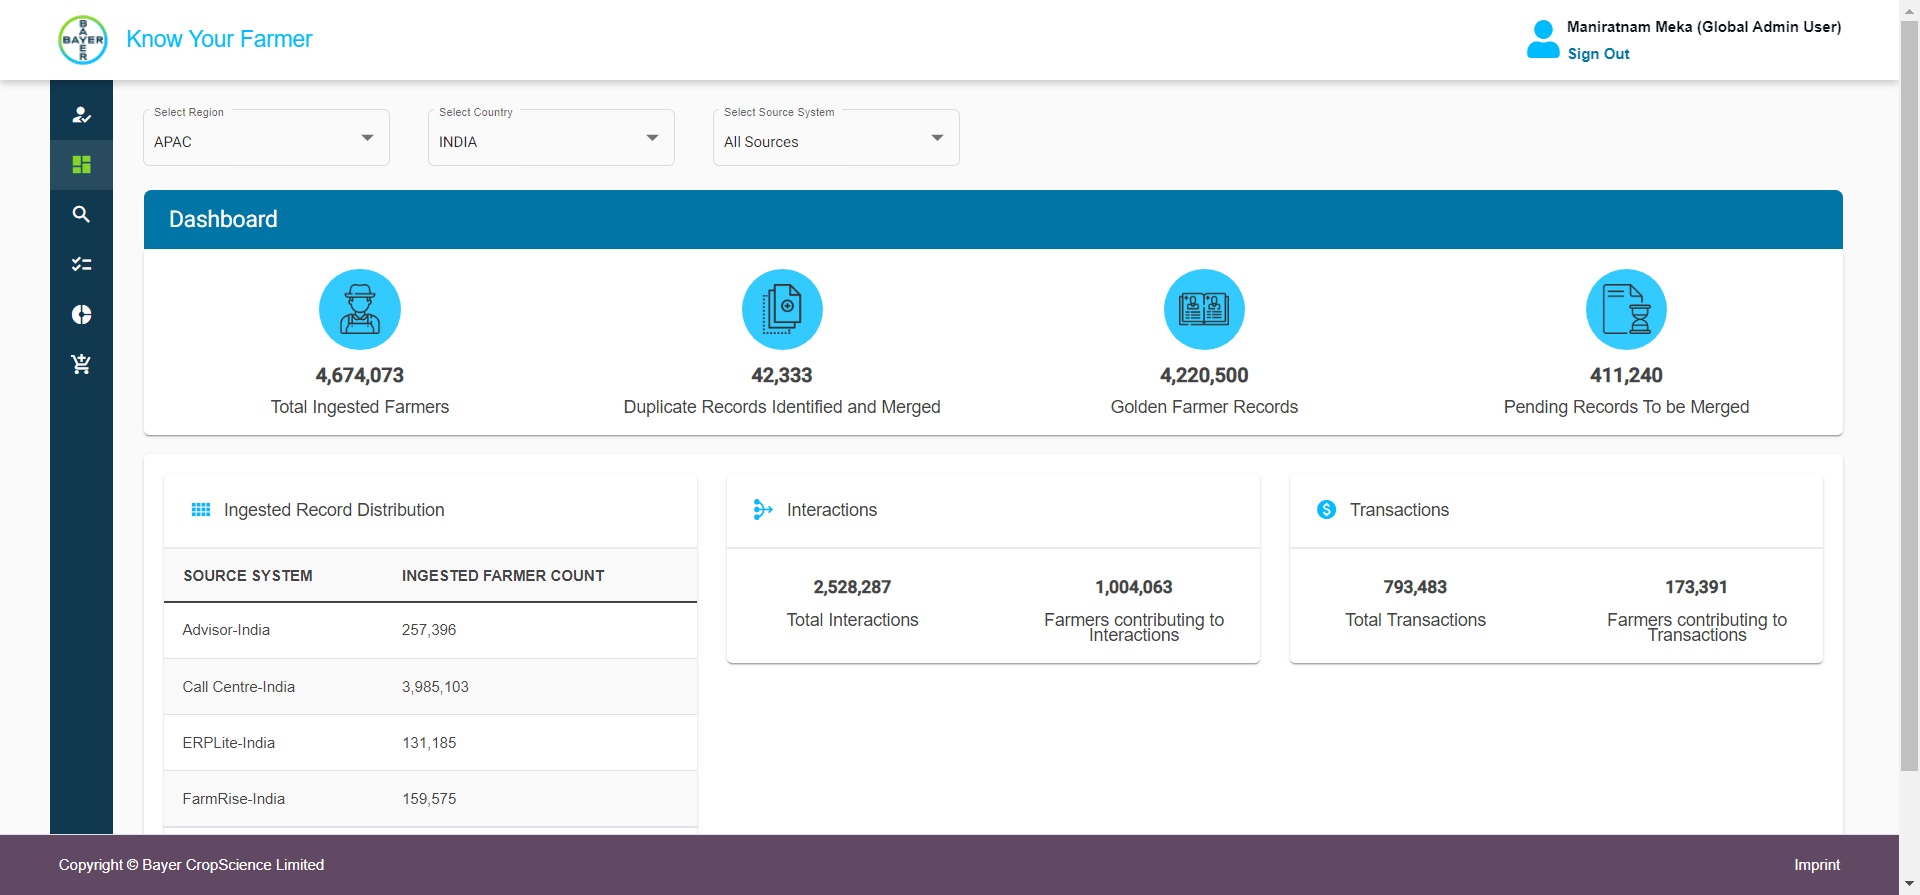 BAYER
BAYER
Know Your Farmer
Maniratnam Meka (Global Admin User)
Sign Out
Select Region
APAC
Select Country
INDIA
Select Source System
All Sources
Dashboard
4,674,073
Total Ingested Farmers
42,333
Duplicate Records Identified and Merged
4,220,500
Golden Farmer Records
411,240
Pending Records To be Merged
Ingested Record Distribution
SOURCE SYSTEM INGESTED FARMER COUNT
Advisor-India 257,396
Call Centre-India 3,985,103
ERPLite-India 131,185
FarmRise-India 159,575
Interactions
2,528,287
Total Interactions
1,004,063
Farmers contributing to
Interactions
$ Transactions
793,483
Total Transactions
173,391
Farmers contributing to
Transactions
Copyright © Bayer CropScience Limited
Imprint